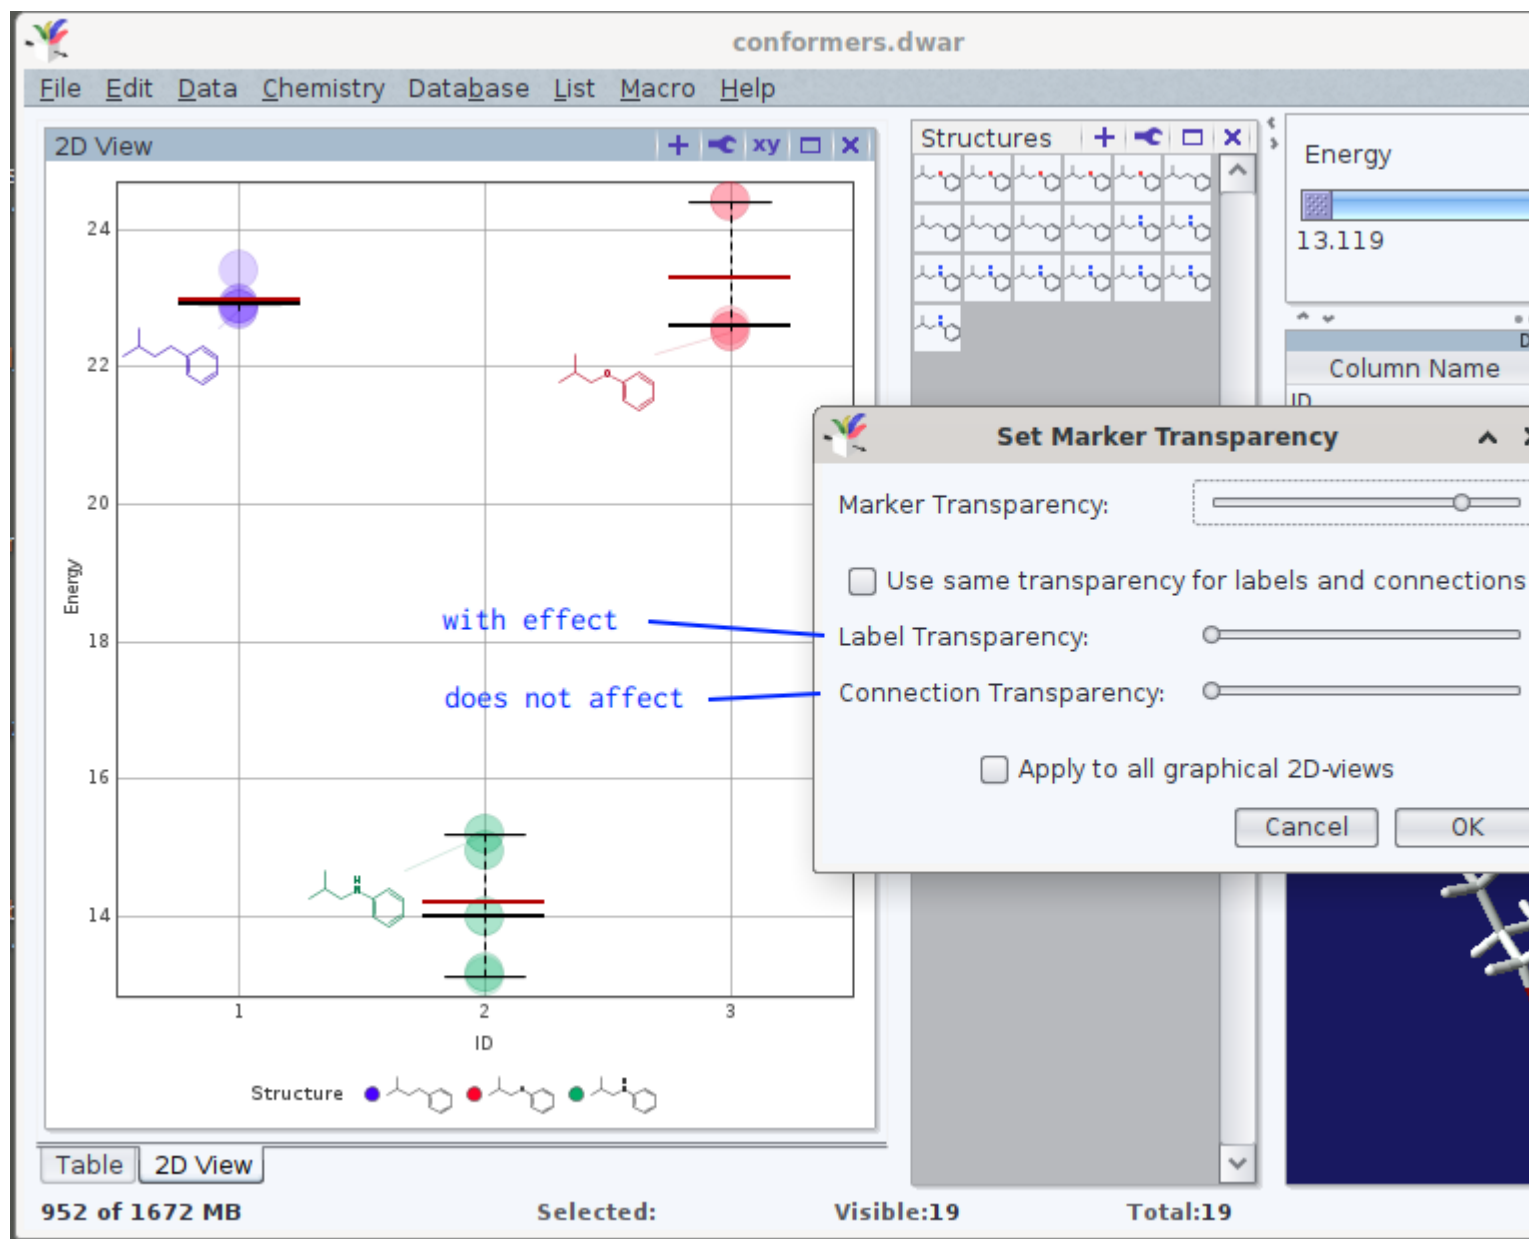 conformers.dwar
File Edit Data Chemistry Database List Macro Help
2D View
xy
Structures
Energy
13.119
Column Name
ID
24
22
20
18
16
14
Energy
O
H
N
1 2 3
ID
Structure
with effect
does not affect
Set Marker Transparency
Marker Transparency:
Use same transparency for labels and connections
Label Transparency:
Connection Transparency:
Apply to all graphical 2D-views
Cancel OK
Table 2D View
952 of 1672 MB Selected: Visible:19 Total:19